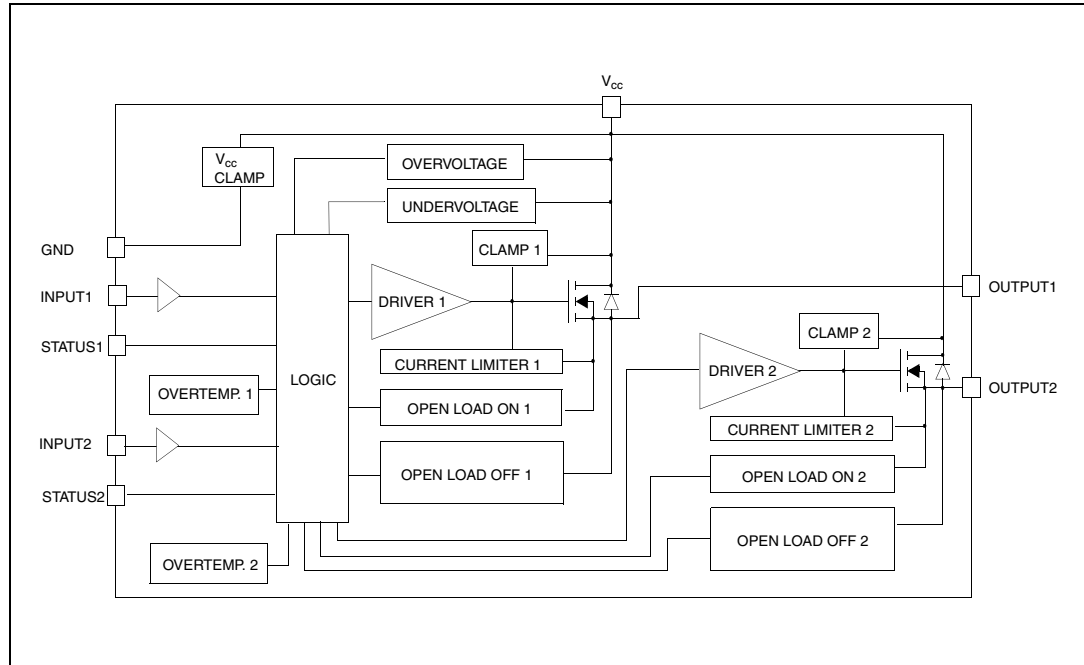 Vcc
Vcc
CLAMP
OVERVOLTAGE
UNDERVOLTAGE
GND
CLAMP 1
INPUT1
DRIVER 1
OUTPUT1
STATUS1
CLAMP 2
CURRENT LIMITER 1
LOGIC
DRIVER 2
OVERTEMP. 1
OUTPUT2
OPEN LOAD ON 1
INPUT2
CURRENT LIMITER 2
OPEN LOAD OFF 1
OPEN LOAD ON 2
STATUS2
OPEN LOAD OFF 2
OVERTEMP. 2